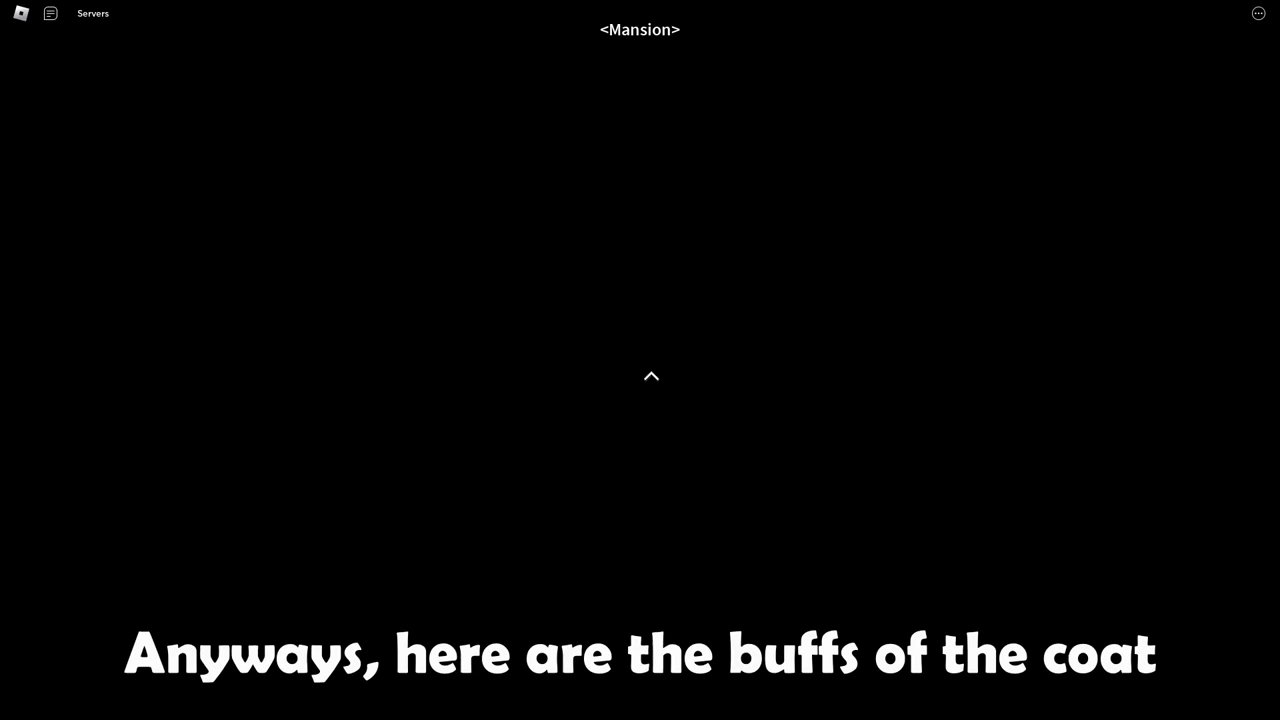 Servers
<Mansion>
Anyways, here are the buffs of the coat